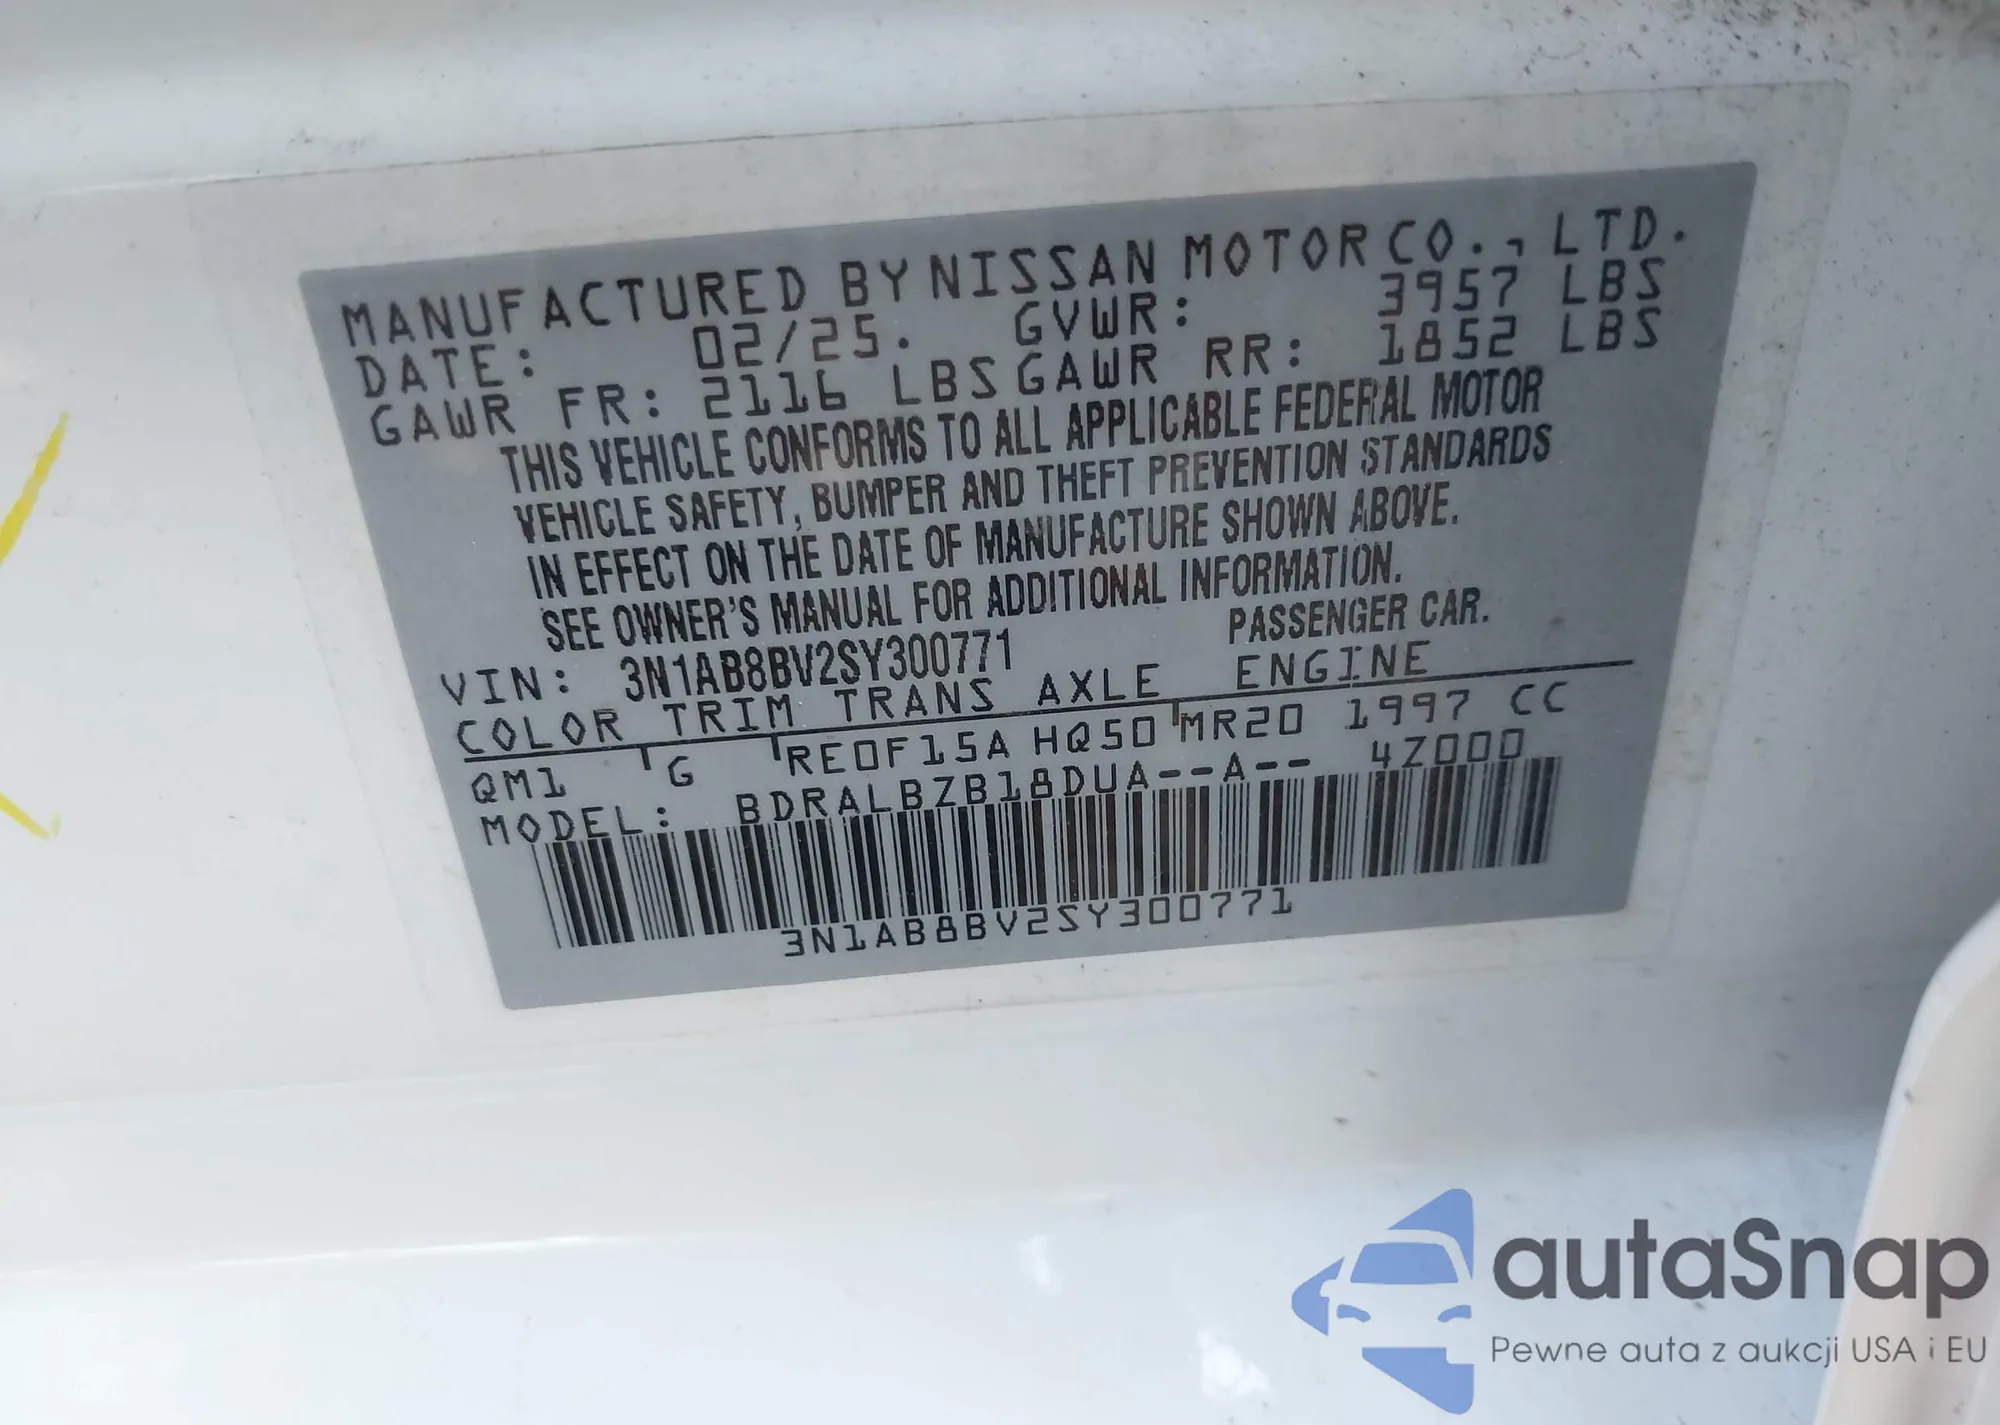 MANUFACTURED BY NISSAN MOTOR CO., LTD.
DATE: 02/25. GVWR: 3957 LBS
GAWR FR: 2116 LBS GAWR RR: 1852 LBS
THIS VEHICLE CONFORMS TO ALL APPLICABLE FEDERAL MOTOR
VEHICLE SAFETY, BUMPER AND THEFT PREVENTION STANDARDS
IN EFFECT ON THE DATE OF MANUFACTURE SHOWN ABOVE.
SEE OWNER'S MANUAL FOR ADDITIONAL INFORMATION.
VIN: 3N1AB8BV2SY300771 PASSENGER CAR.
COLOR TRIM TRANS AXLE ENGINE
QM1 G RE0F15A HQ50 MR20 1997 CC
MODEL: BDRALBZB18DUA--A-- 4Z000
3N1AB8BV2SY300771
autaSnap
Pewne auta z aukcji USA i EU